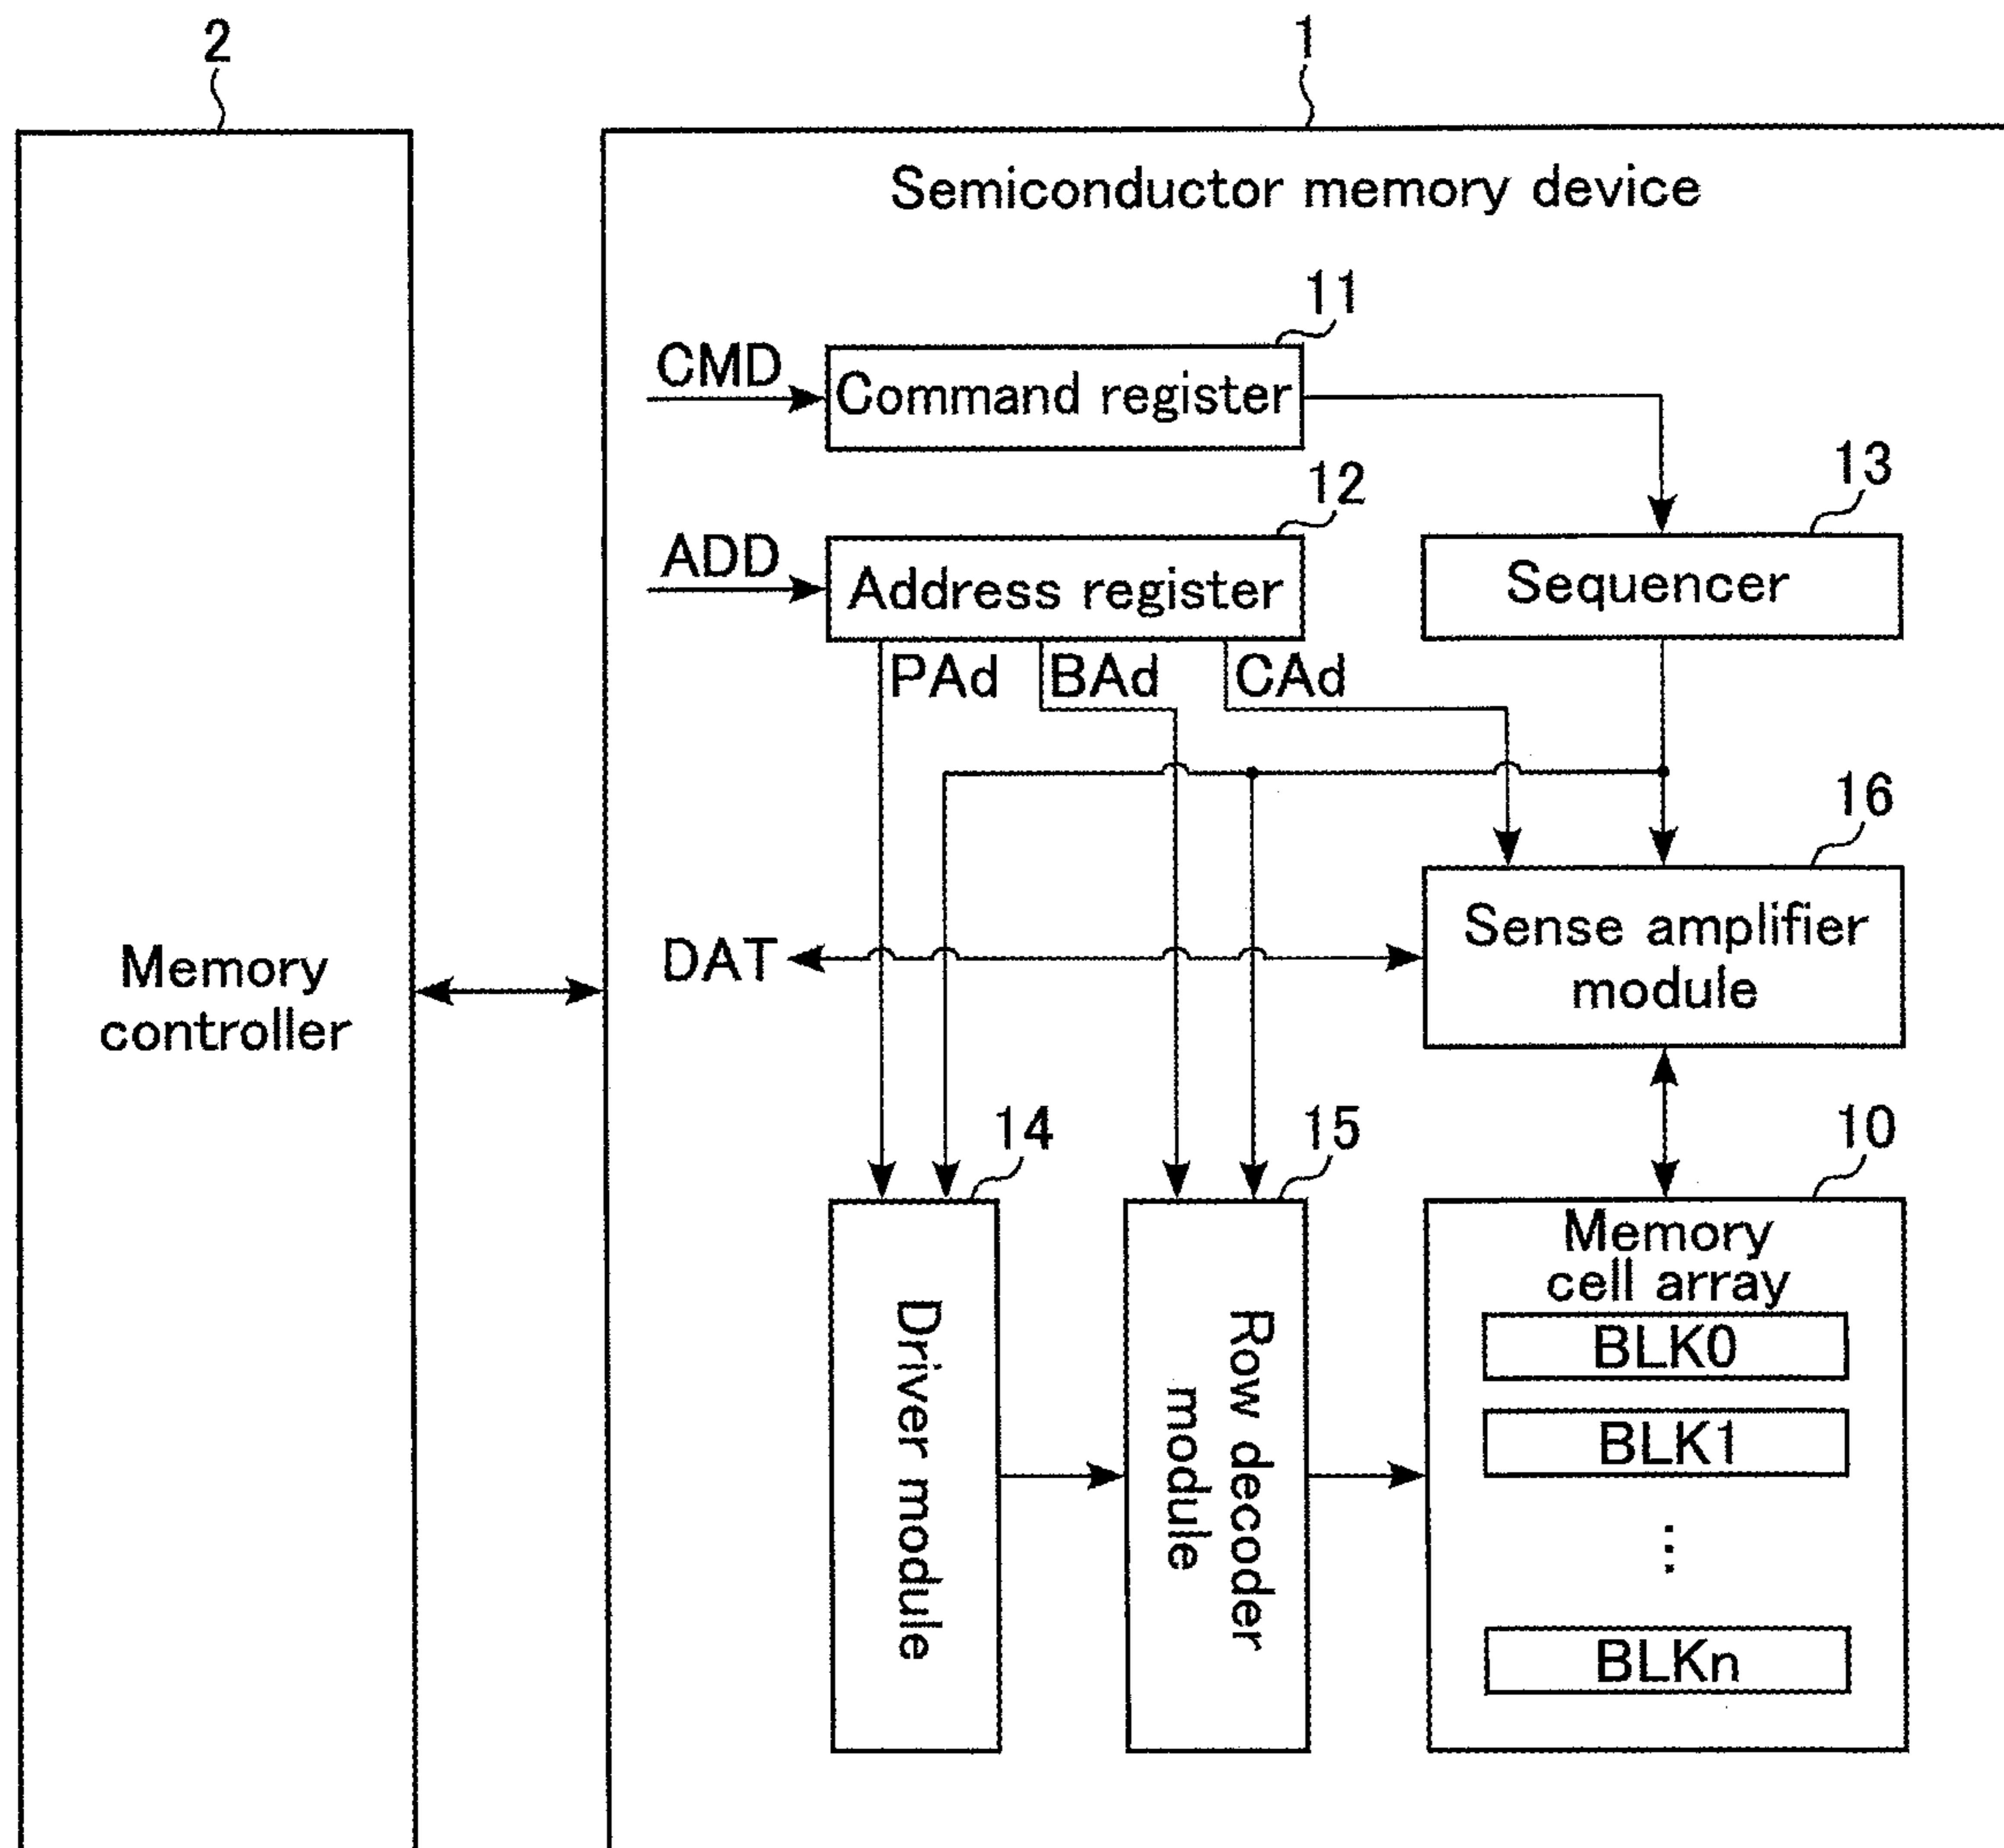 2
1
Semiconductor memory device
11
CMD
Command register
12
13
ADD
Address register
Sequencer
PAd
BAd
CAd
16
Sense amplifier
module
DAT
Memory
controller
14
15
10
Driver module
Row decoder
module
Memory
cell array
BLK0
BLK1
⋮
BLKn